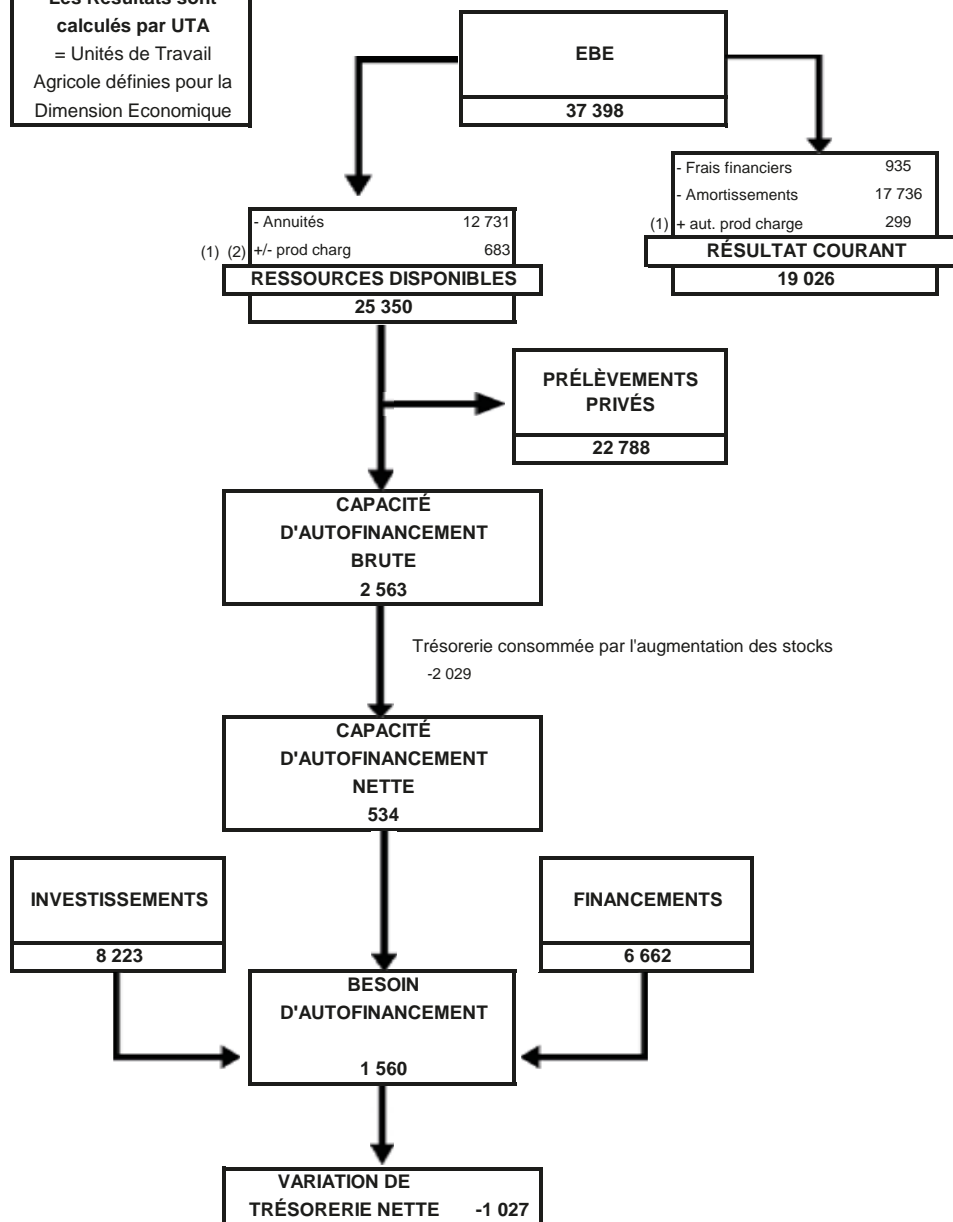 Les Résultats sont
calculés par UTA
= Unités de Travail
Agricole définies pour la
Dimension Economique
EBE
37 398
- Frais financiers 935
- Amortissements 17 736
(1) + aut. prod charge 299
RÉSULTAT COURANT
19 026
- Annuités 12 731
(1) (2) +/- prod charg 683
RESSOURCES DISPONIBLES
25 350
PRÉLÈVEMENTS
PRIVÉS
22 788
CAPACITÉ
D'AUTOFINANCEMENT
BRUTE
2 563
Trésorerie consommée par l'augmentation des stocks
-2 029
CAPACITÉ
D'AUTOFINANCEMENT
NETTE
534
INVESTISSEMENTS
8 223
FINANCEMENTS
6 662
BESOIN
D'AUTOFINANCEMENT
1 560
VARIATION DE
TRÉSORERIE NETTE -1 027